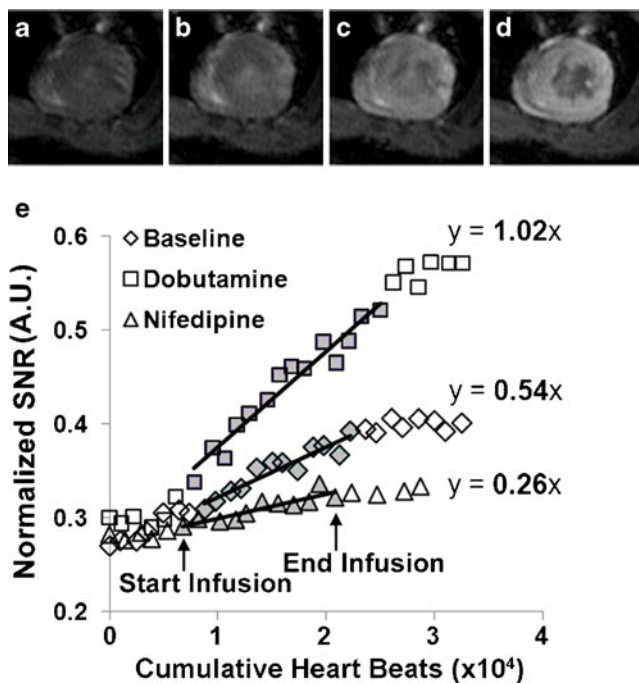 a b c d
e
Baseline
Dobutamine
Nifedipine
y = 1.02x
y = 0.54x
y = 0.26x
Start Infusion
End Infusion
Normalized SNR (A.U.)
0.6
0.5
0.4
0.3
0.2
0 1 2 3 4
Cumulative Heart Beats (x10⁴)